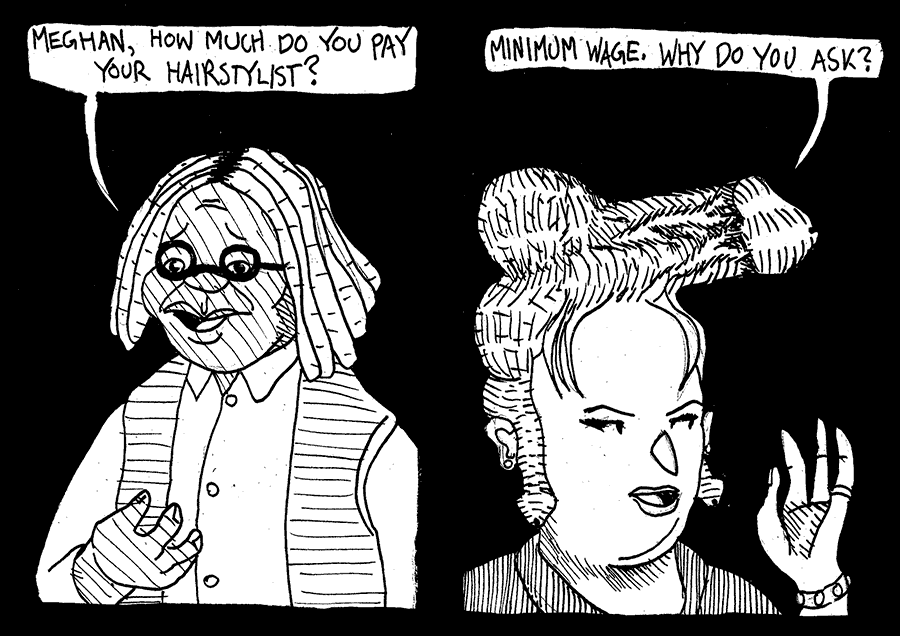 MEGHAN, HOW MUCH DO YOU PAY
YOUR HAIRSTYLIST?
MINIMUM WAGE. WHY DO YOU ASK?